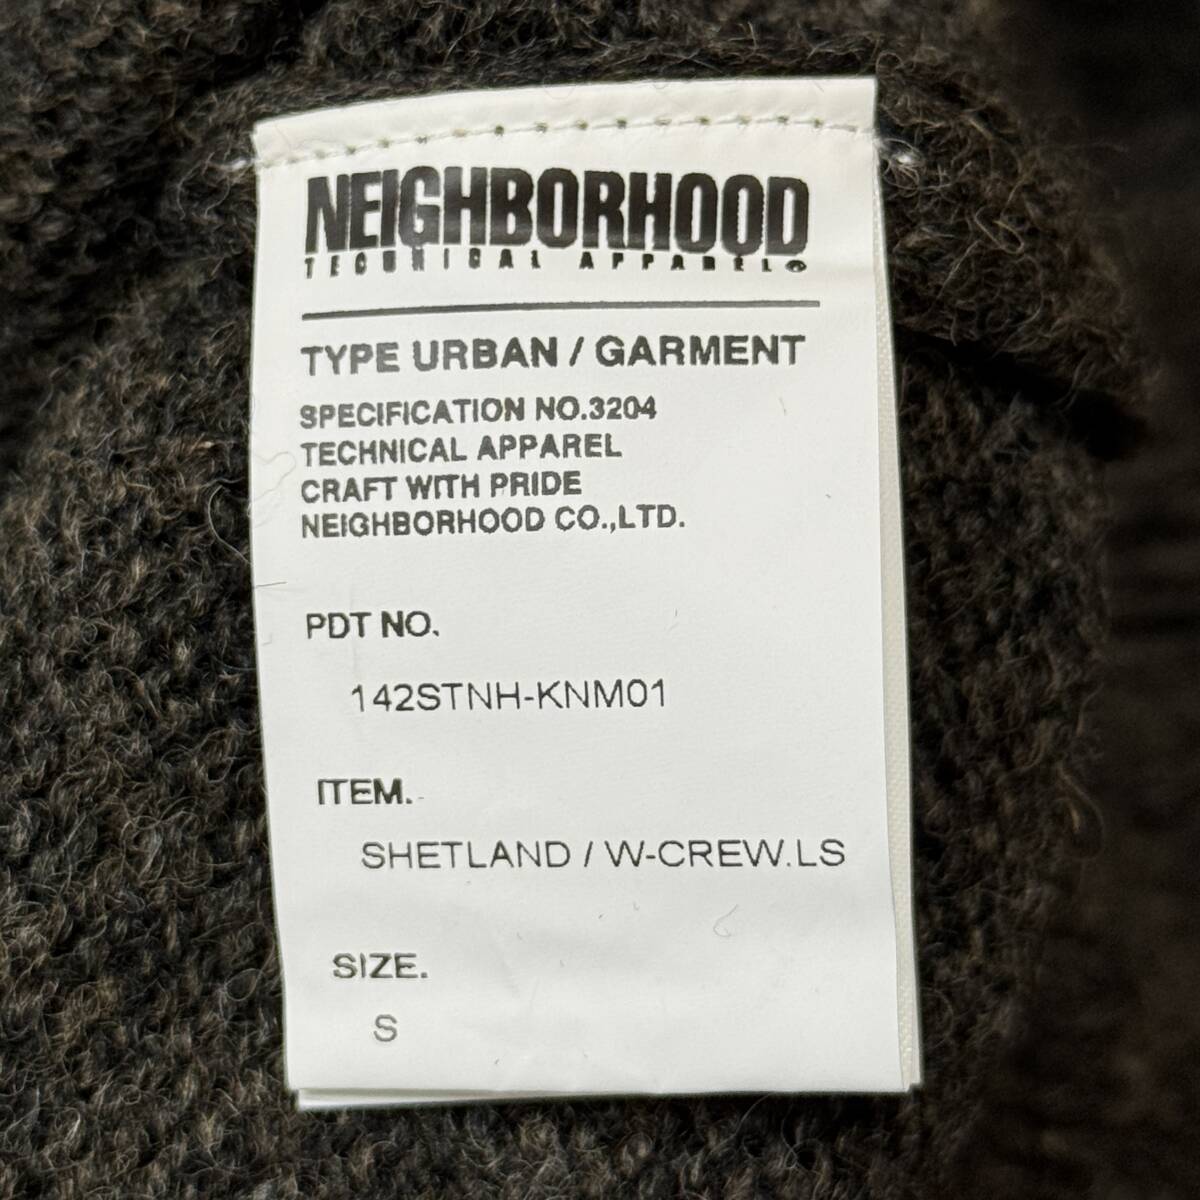 NEIGHBORHOOD
TECHNICAL APPAREL®
TYPE URBAN / GARMENT
SPECIFICATION NO.3204
TECHNICAL APPAREL
CRAFT WITH PRIDE
NEIGHBORHOOD CO.,LTD.
PDT NO.
142STNH-KNM01
ITEM.
SHETLAND / W-CREW.LS
SIZE.
S